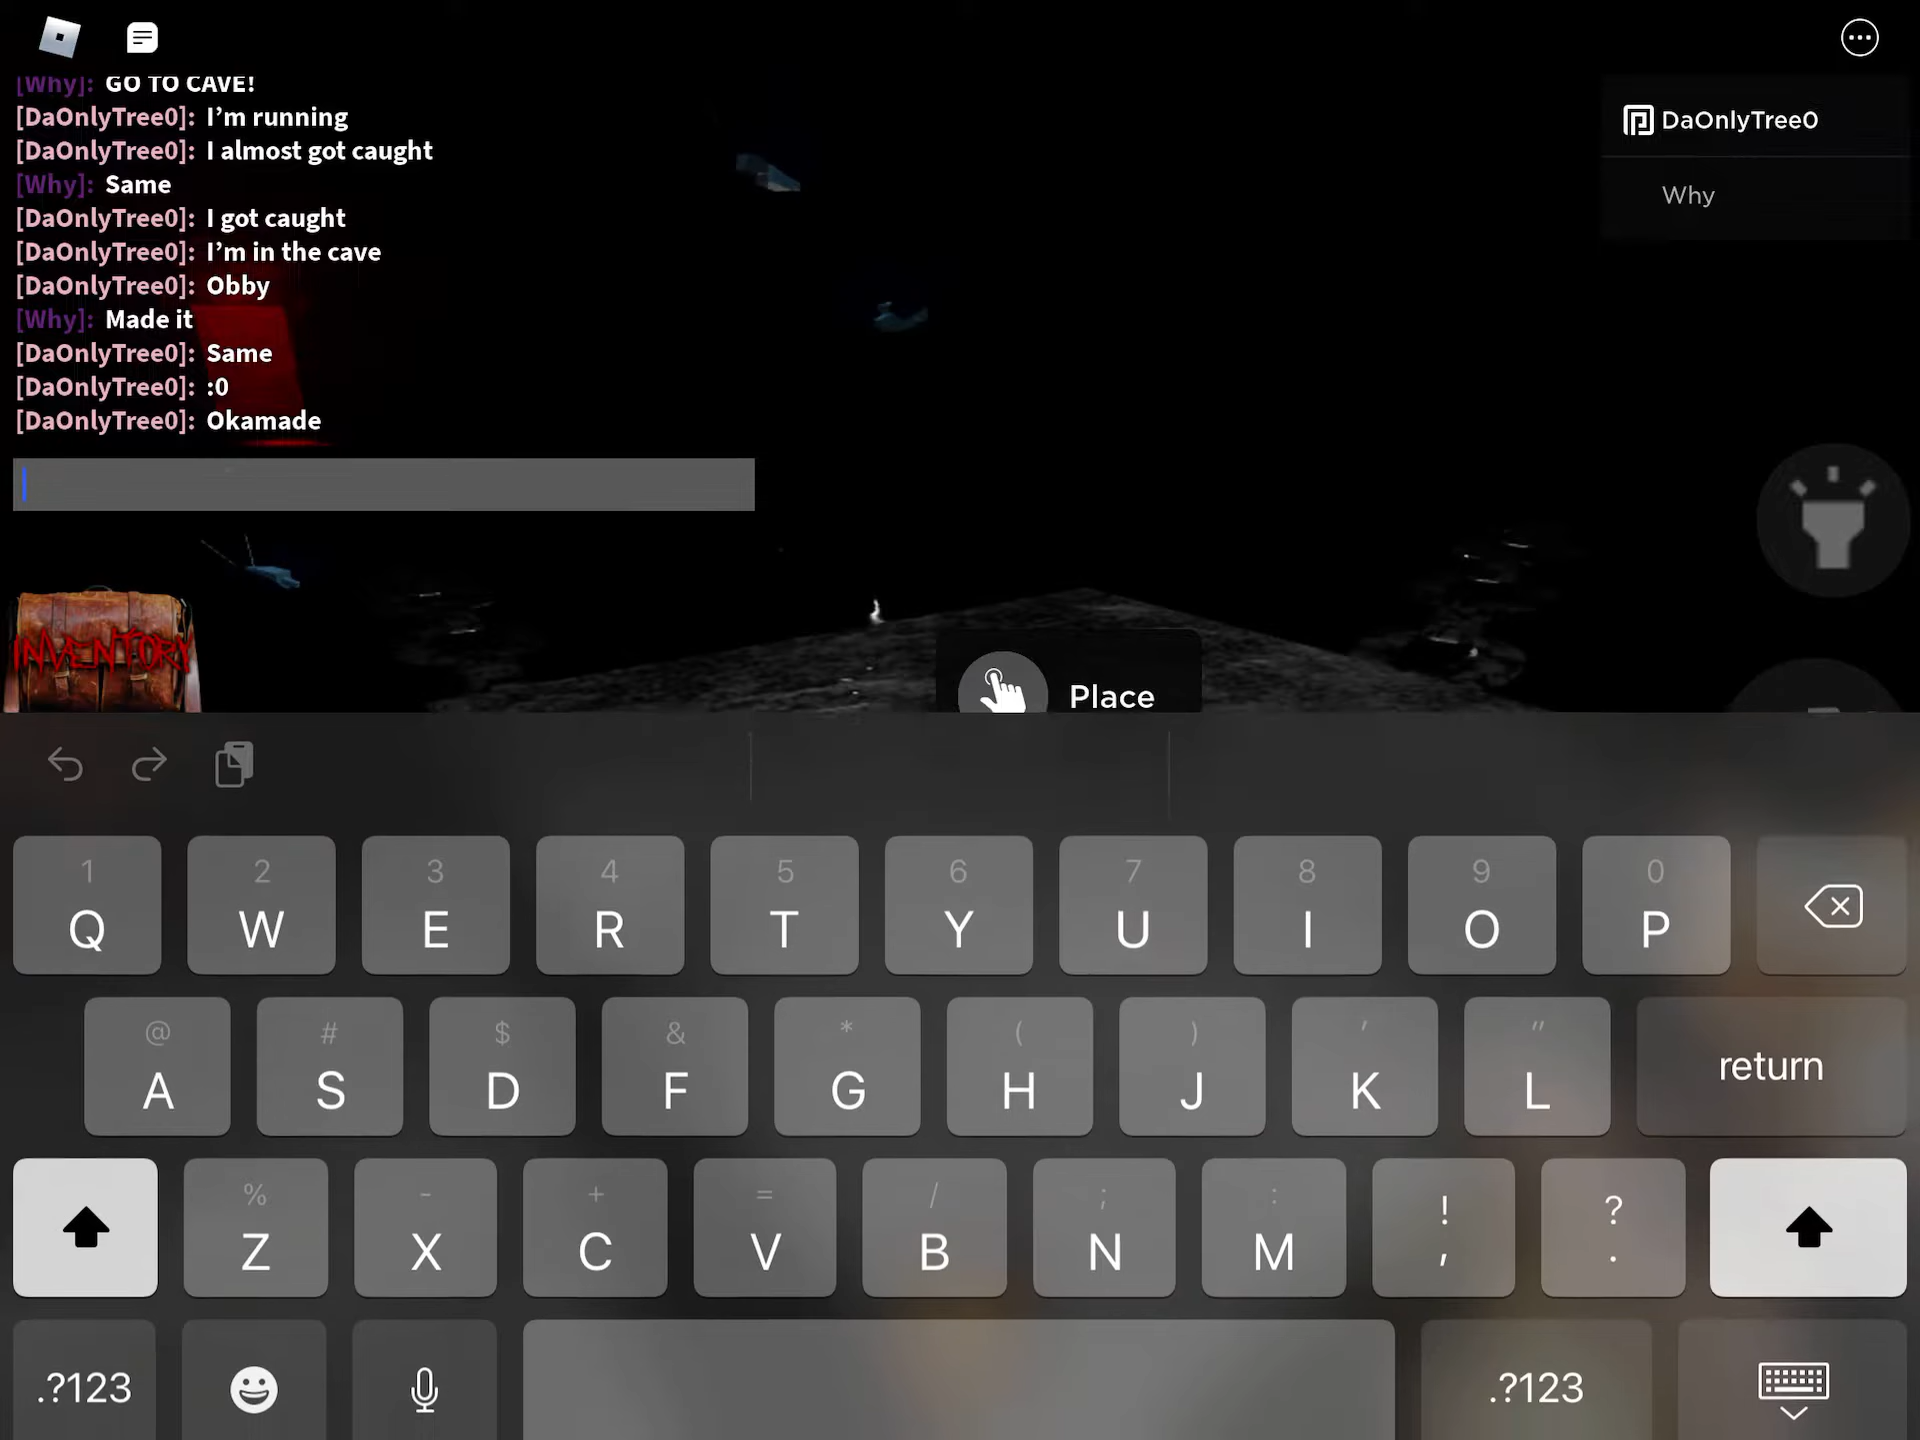 [Why]: GO TO CAVE!
[DaOnlyTree0]: I'm running
[DaOnlyTree0]: I almost got caught
[Why]: Same
[DaOnlyTree0]: I got caught
[DaOnlyTree0]: I'm in the cave
[DaOnlyTree0]: Obby
[Why]: Made it
[DaOnlyTree0]: Same
[DaOnlyTree0]: :0
[DaOnlyTree0]: Okamade
DaOnlyTree0
Why
INVENTORY
Place
1 2 3 4 5 6 7 8 9 0
Q W E R T Y U I O P
@ # $ & * ( ) ' "
A S D F G H J K L return
% - + = / ; : ! ?
Z X C V B N M , .
.?123 .?123